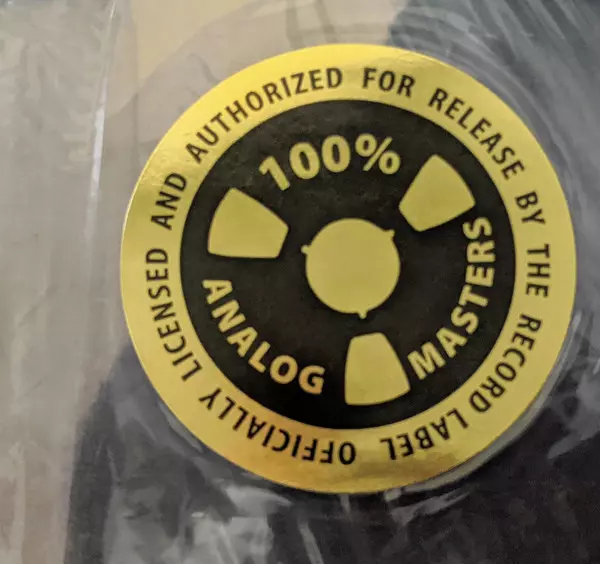 OFFICIALLY LICENSED AND AUTHORIZED FOR RELEASE BY THE RECORD LABEL
100%
ANALOG
MASTERS